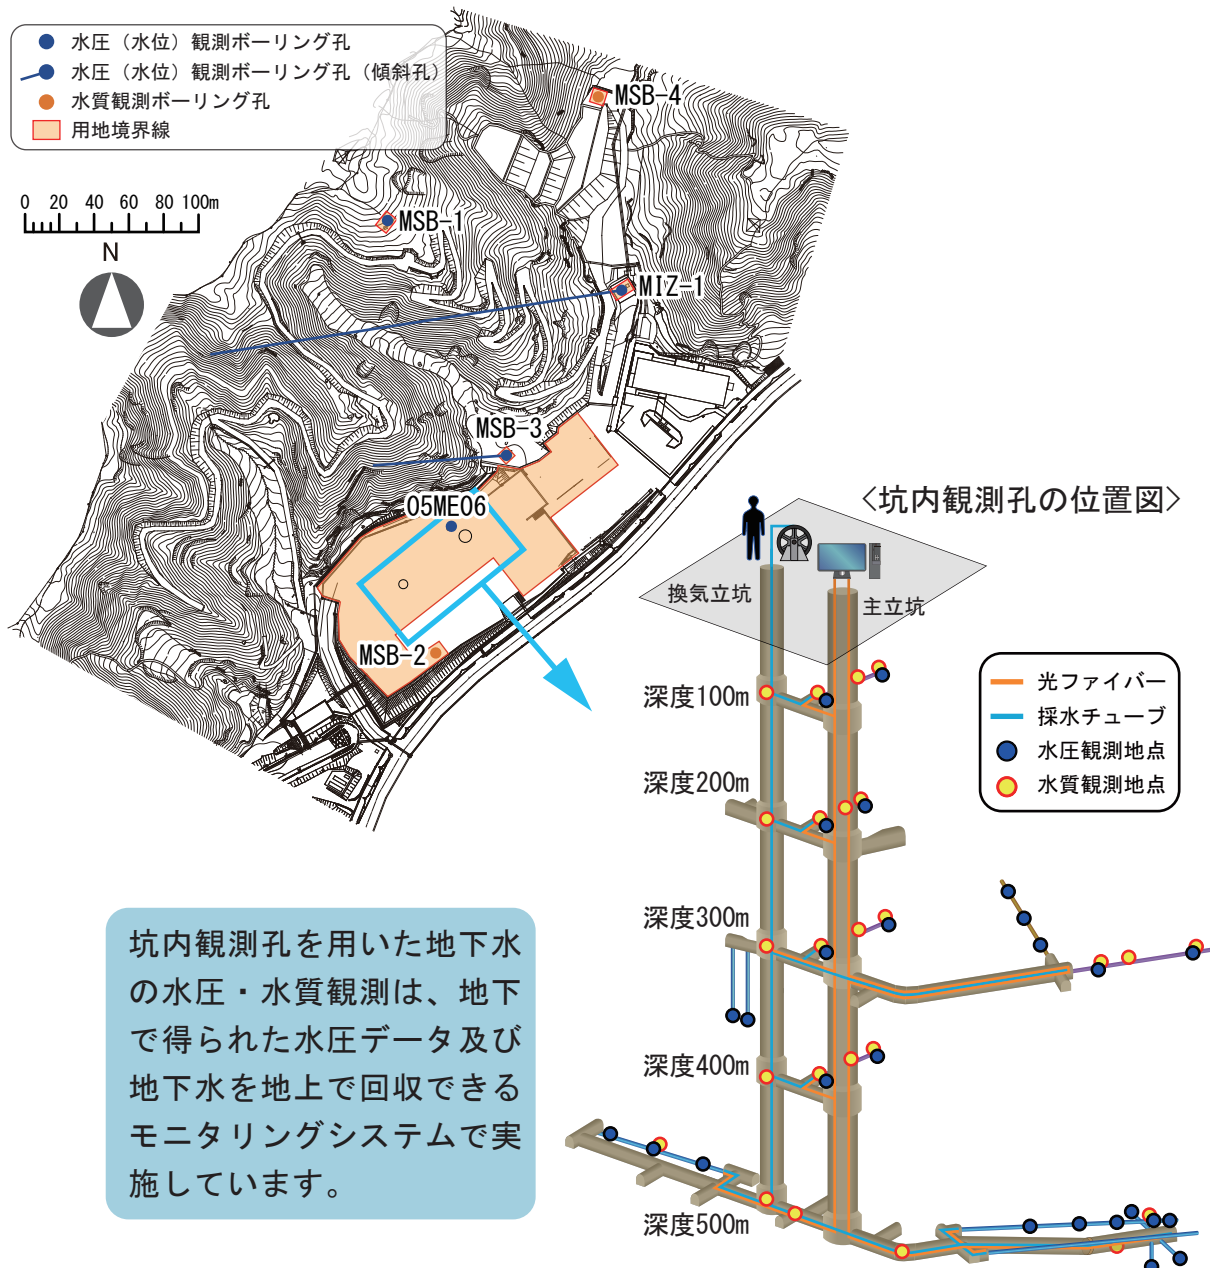 水圧（水位）観測ボーリング孔
水圧（水位）観測ボーリング孔（傾斜孔）
水質観測ボーリング孔
用地境界線
0 20 40 60 80 100m
N
MSB-4
MSB-1
MIZ-1
MSB-3
05ME06
MSB-2
〈坑内観測孔の位置図〉
換気立坑
主立坑
深度100m
深度200m
深度300m
深度400m
深度500m
光ファイバー
採水チューブ
水圧観測地点
水質観測地点
坑内観測孔を用いた地下水
の水圧・水質観測は、地下
で得られた水圧データ及び
地下水を地上で回収できる
モニタリングシステムで実
施しています。